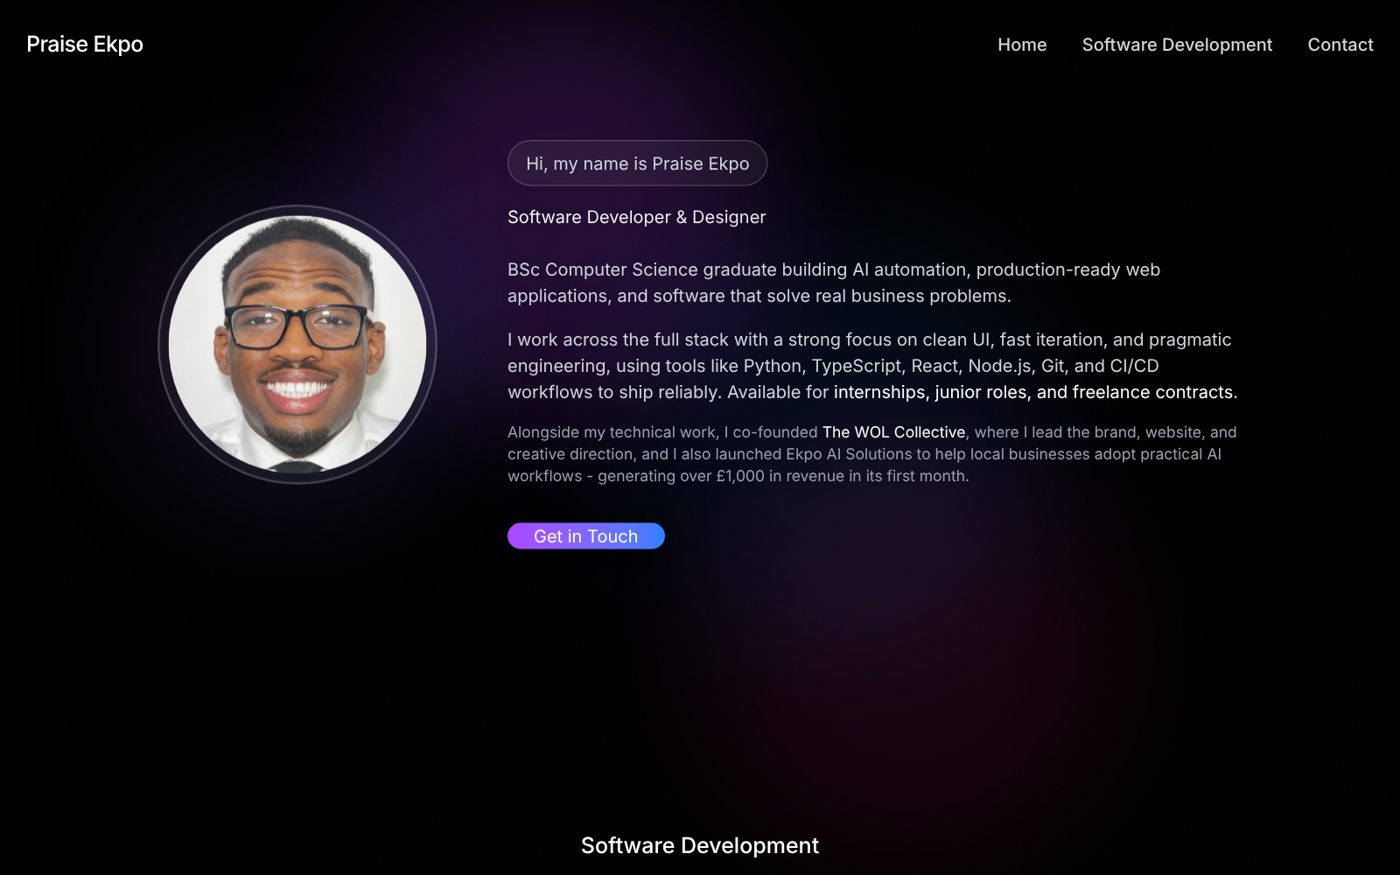 Praise Ekpo
Home
Software Development
Contact
Hi, my name is Praise Ekpo
Software Developer & Designer
BSc Computer Science graduate building AI automation, production-ready web
applications, and software that solve real business problems.
I work across the full stack with a strong focus on clean UI, fast iteration, and pragmatic
engineering, using tools like Python, TypeScript, React, Node.js, Git, and CI/CD
workflows to ship reliably. Available for internships, junior roles, and freelance contracts.
Alongside my technical work, I co-founded The WOL Collective, where I lead the brand, website, and
creative direction, and I also launched Ekpo AI Solutions to help local businesses adopt practical AI
workflows - generating over £1,000 in revenue in its first month.
Get in Touch
Software Development